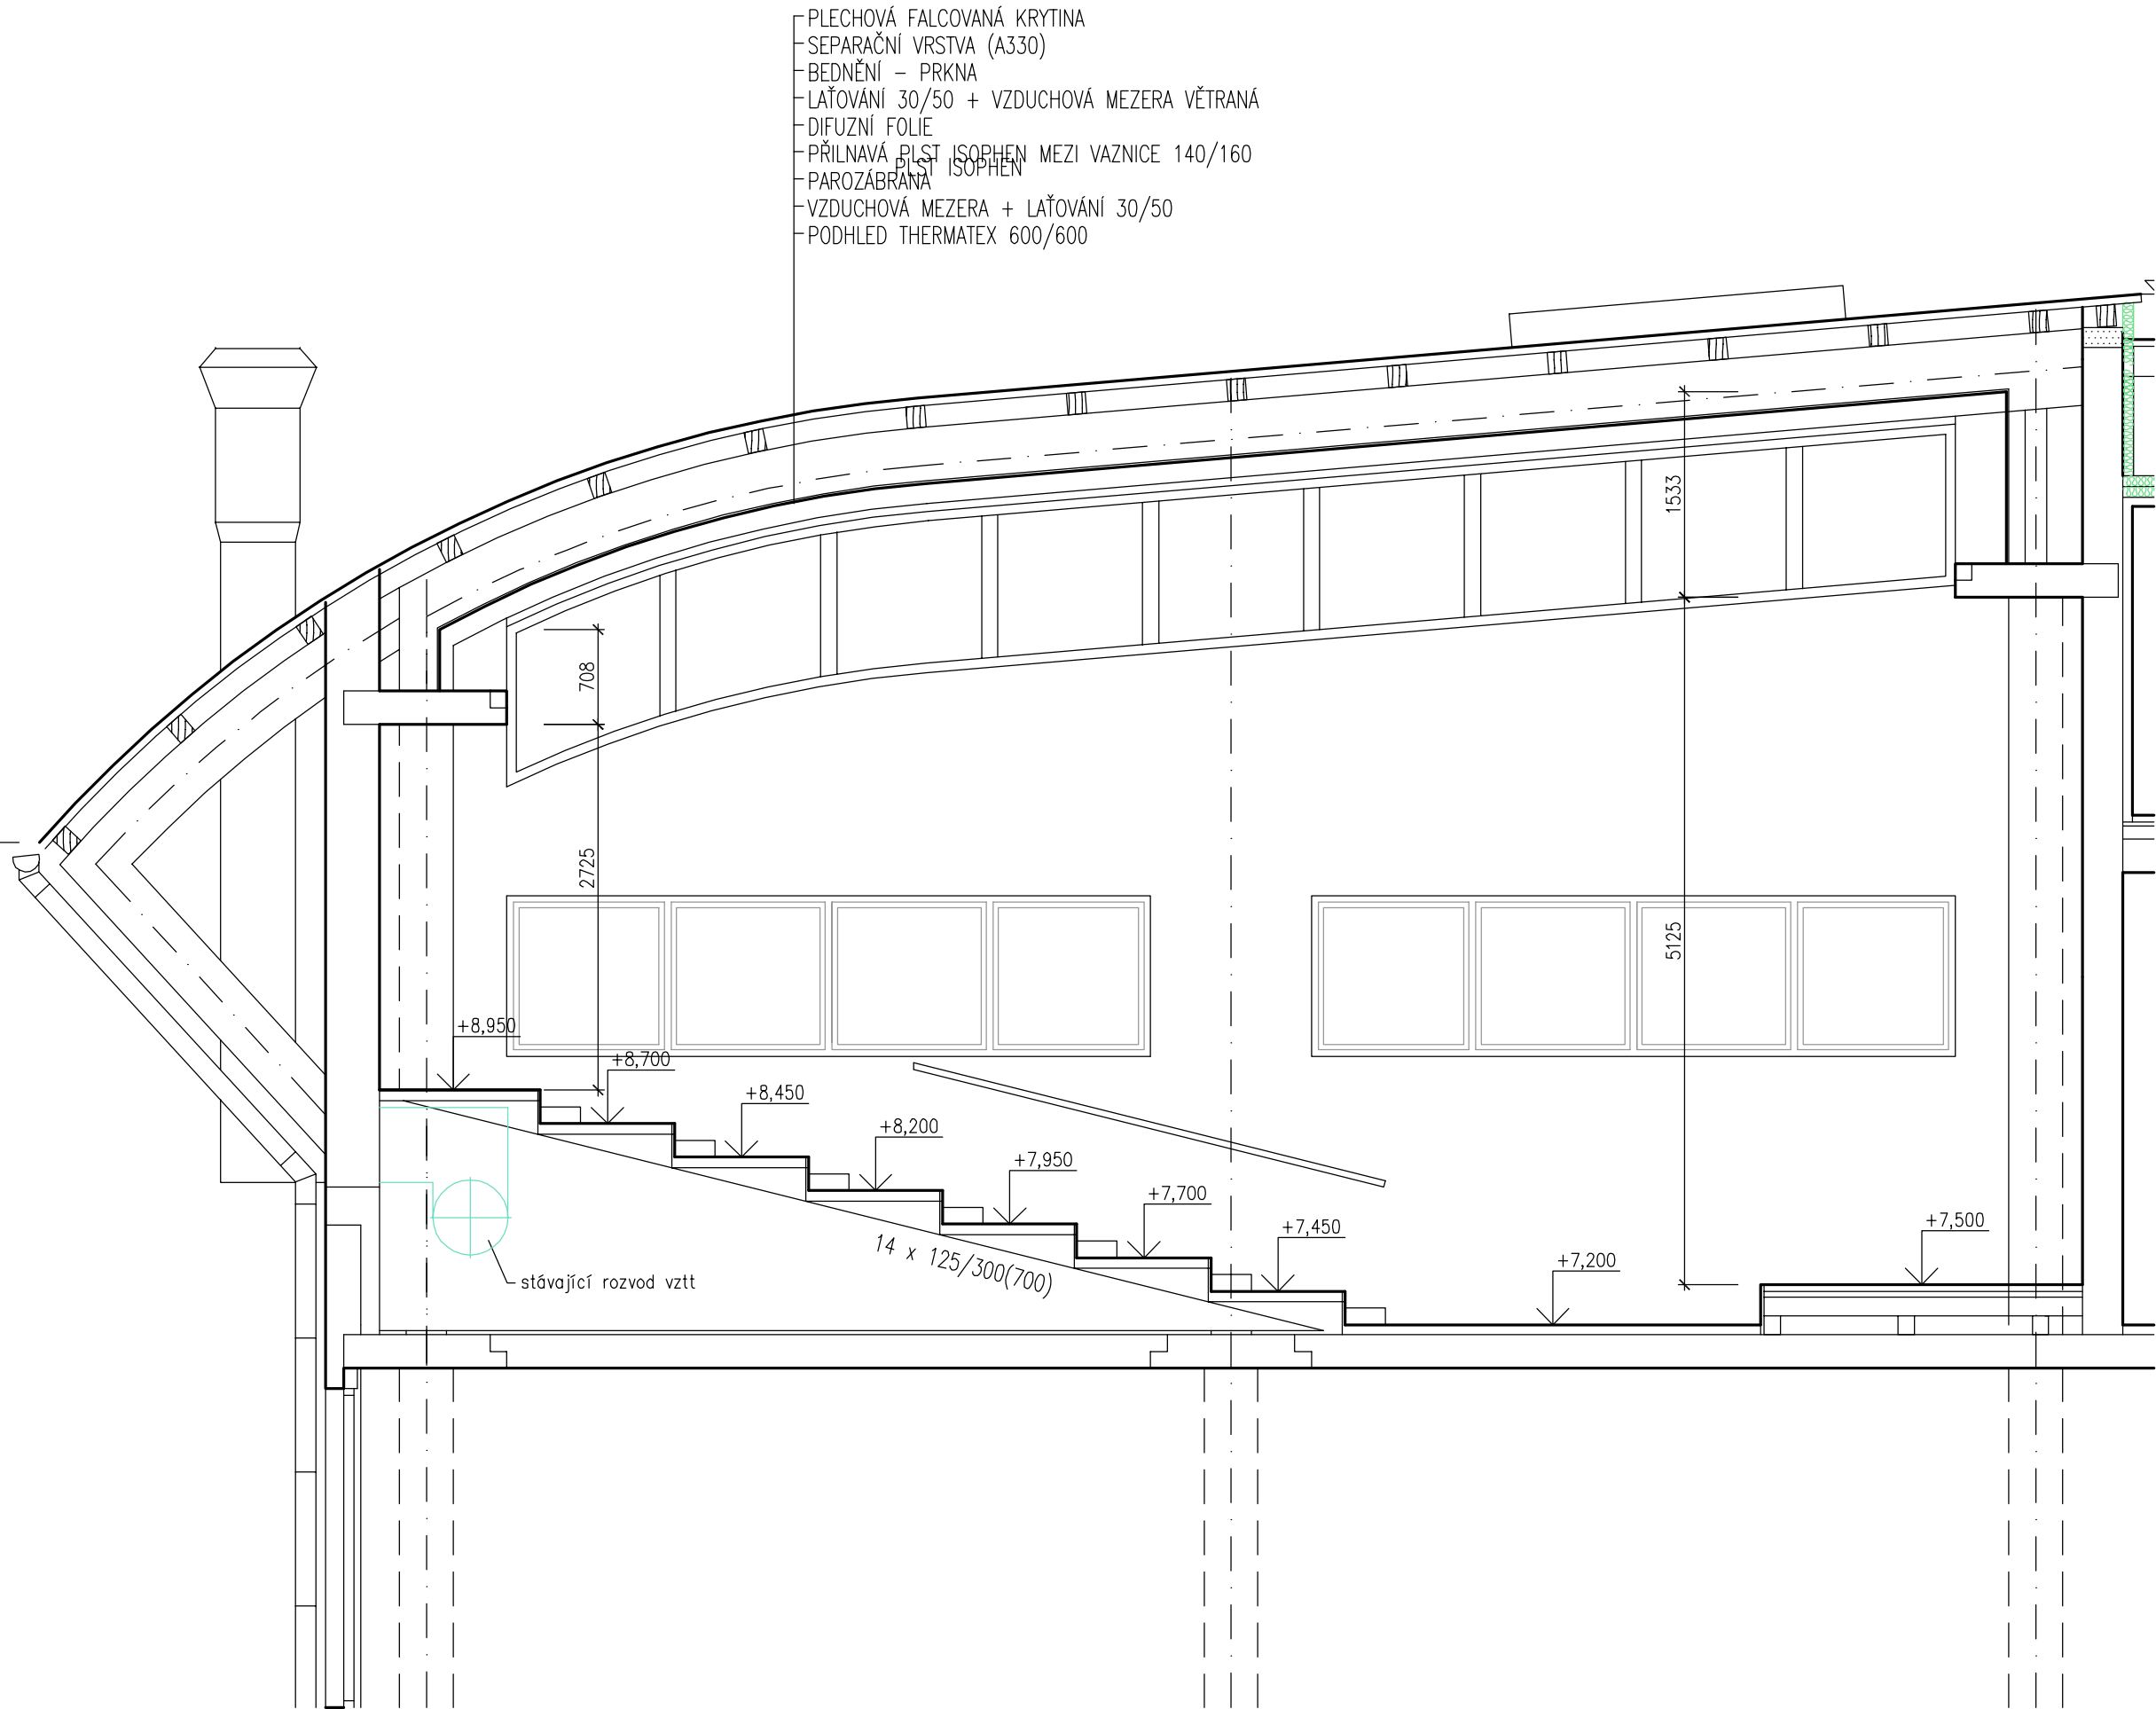 PLECHOVÁ FALCOVANÁ KRYTINA
SEPARAČNÍ VRSTVA (A330)
BEDNĚNÍ - PRKNA
LAŤOVÁNÍ 30/50 + VZDUCHOVÁ MEZERA VĚTRANÁ
DIFUZNÍ FOLIE
PŘILNAVÁ PLST ISOPHEN MEZI VAZNICE 140/160
PLST ISOPHEN
PAROZÁBRANA
VZDUCHOVÁ MEZERA + LAŤOVÁNÍ 30/50
PODHLED THERMATEX 600/600
1533
708
2725
5125
+8,950
+8,700
+8,450
+8,200
+7,950
+7,700
+7,450
+7,200
+7,500
14 x 125/300(700)
stávající rozvod vztt